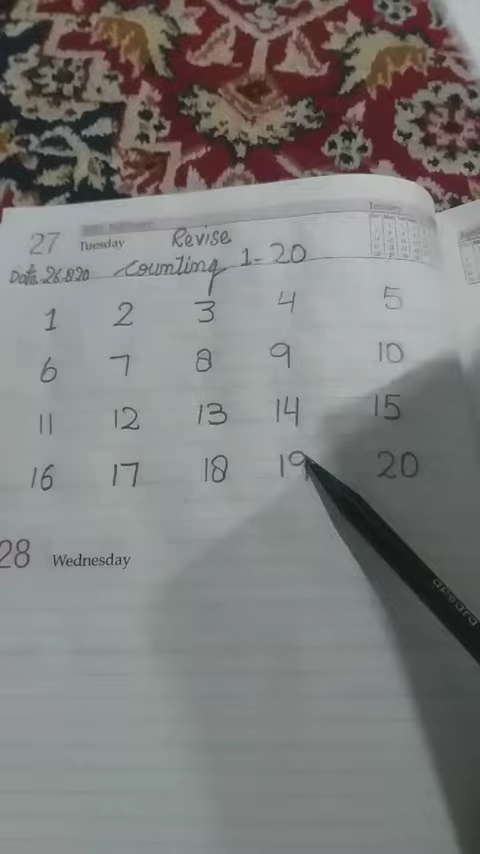 27 Tuesday Revise
Date 26.8.20 Counting 1-20
1 2 3 4 5
6 7 8 9 10
11 12 13 14 15
16 17 18 19 20
28 Wednesday
apsara